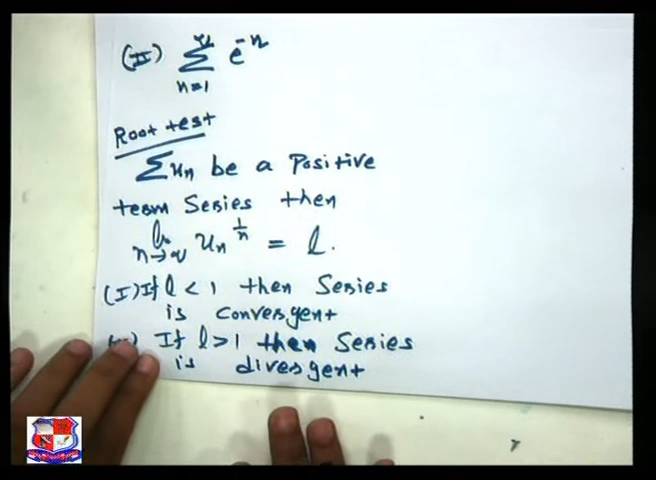 (II) ∞∑n=1 e^-n
Root test
∑un be a Positive
term Series then
lim n→∞ un^1/n = l.
(I) If l < 1 then Series
is convergent
If l > 1 then Series
is divergent